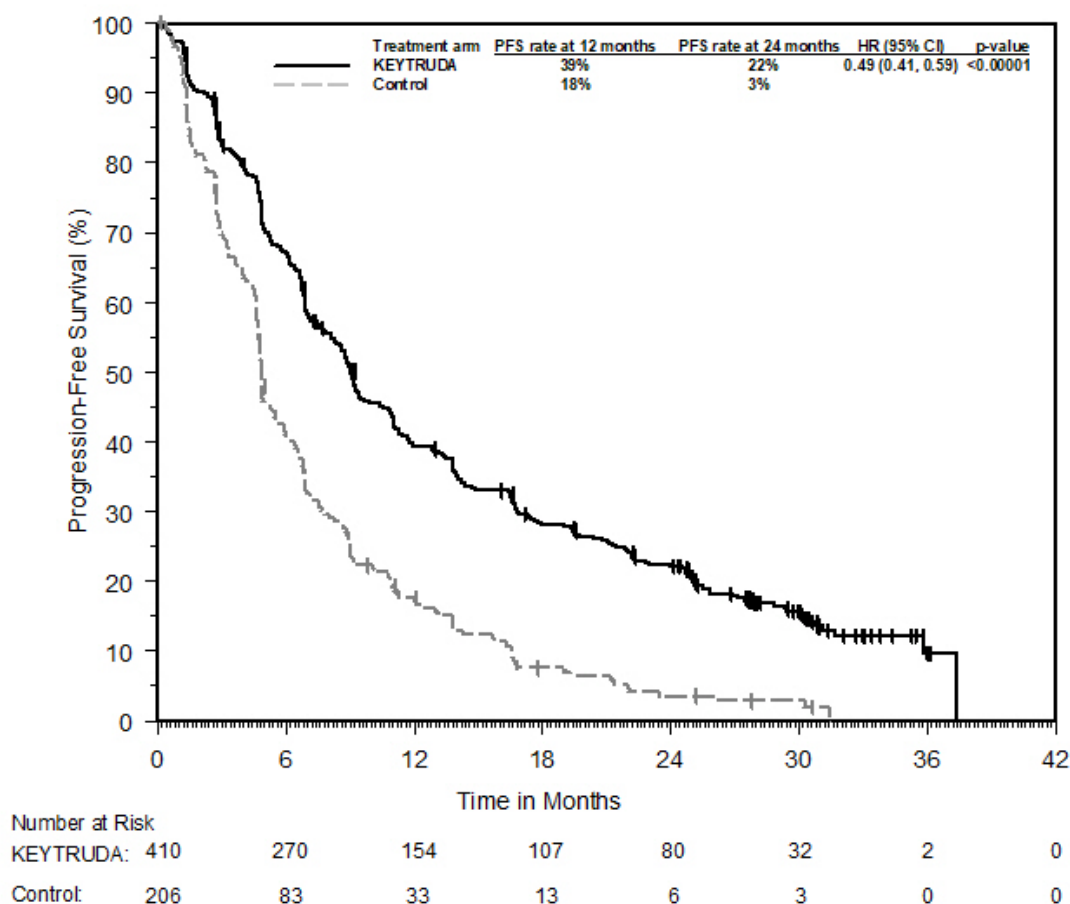 Treatment arm PFS rate at 12 months PFS rate at 24 months HR (95% CI) p-value
KEYTRUDA 39% 22% 0.49 (0.41, 0.59) <0.00001
Control 18% 3%
Progression-Free Survival (%)
100
90
80
70
60
50
40
30
20
10
0
0 6 12 18 24 30 36 42
Time in Months
Number at Risk
KEYTRUDA: 410 270 154 107 80 32 2 0
Control: 206 83 33 13 6 3 0 0